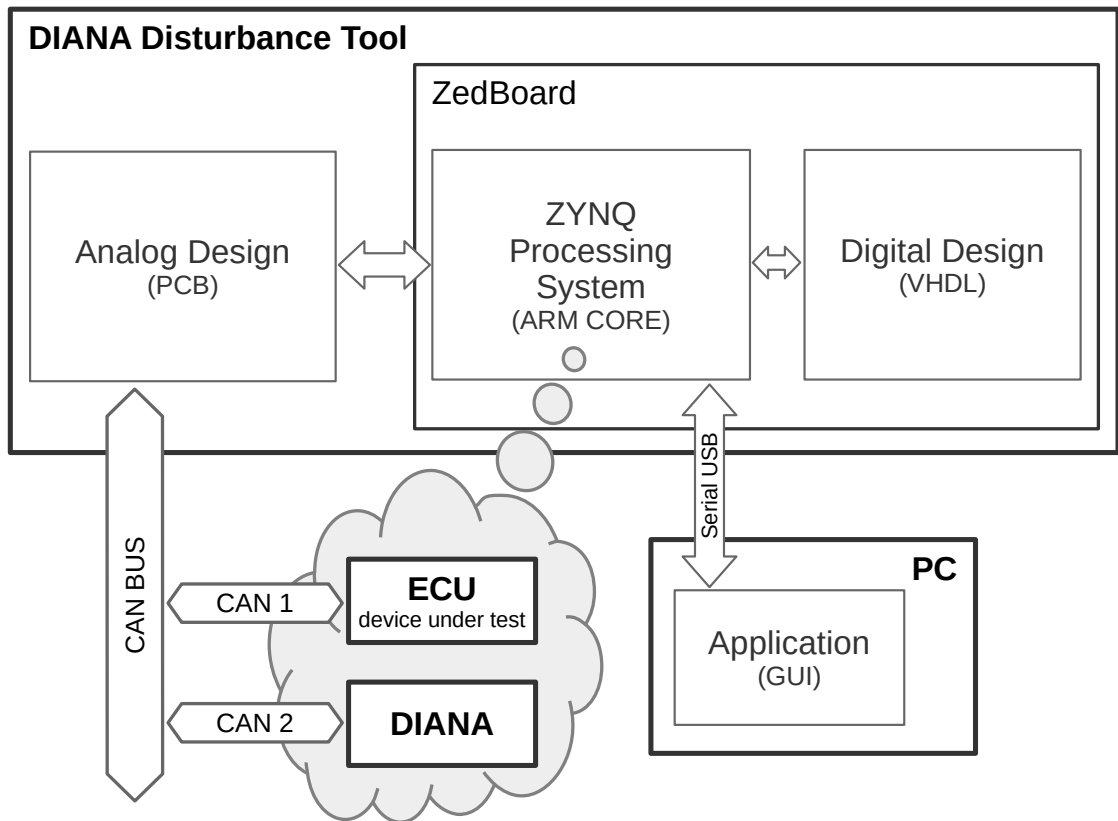 DIANA Disturbance Tool
ZedBoard
Analog Design
(PCB)
ZYNQ
Processing
System
(ARM CORE)
Digital Design
(VHDL)
CAN BUS
Serial USB
CAN 1
ECU
device under test
CAN 2
DIANA
PC
Application
(GUI)